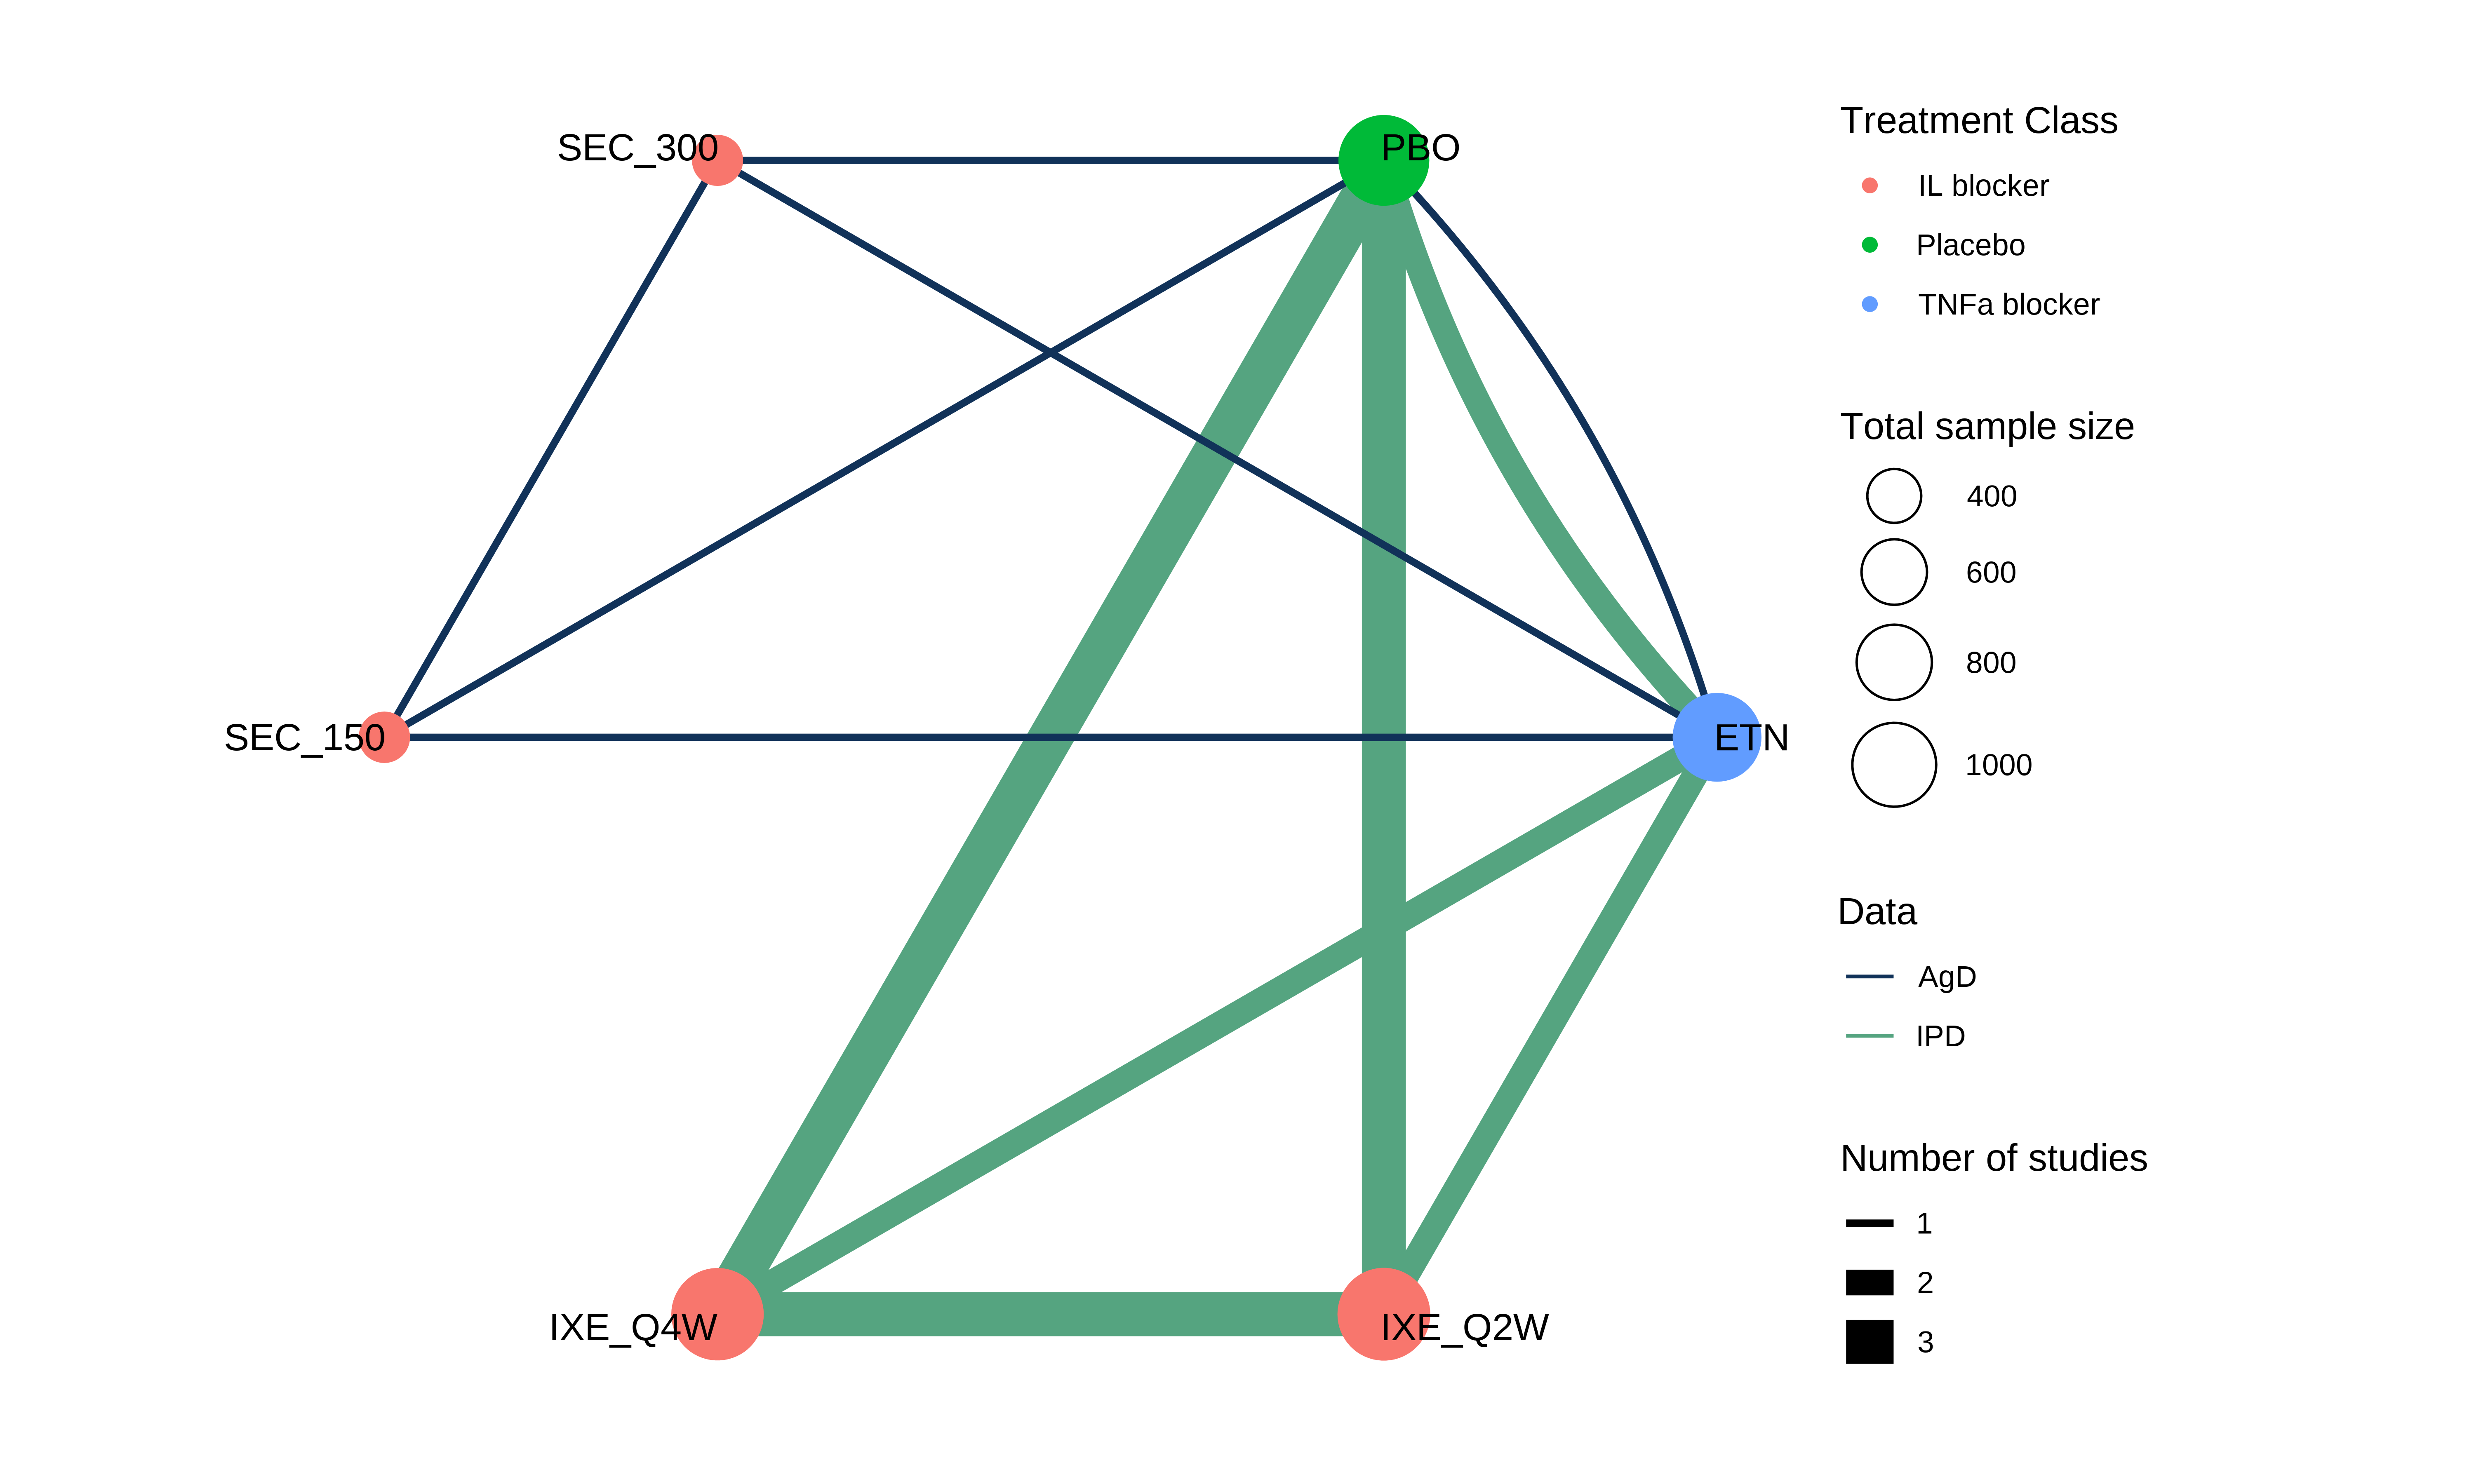 SEC_300
PBO
SEC_150
ETN
IXE_Q4W
IXE_Q2W
Treatment Class
IL blocker
Placebo
TNFa blocker
Total sample size
400
600
800
1000
Data
AgD
IPD
Number of studies
1
2
3